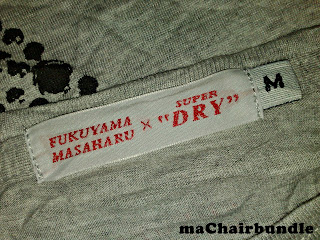 FUKUYAMA
MASAHARU × SUPER "DRY"
M
maChairbundle